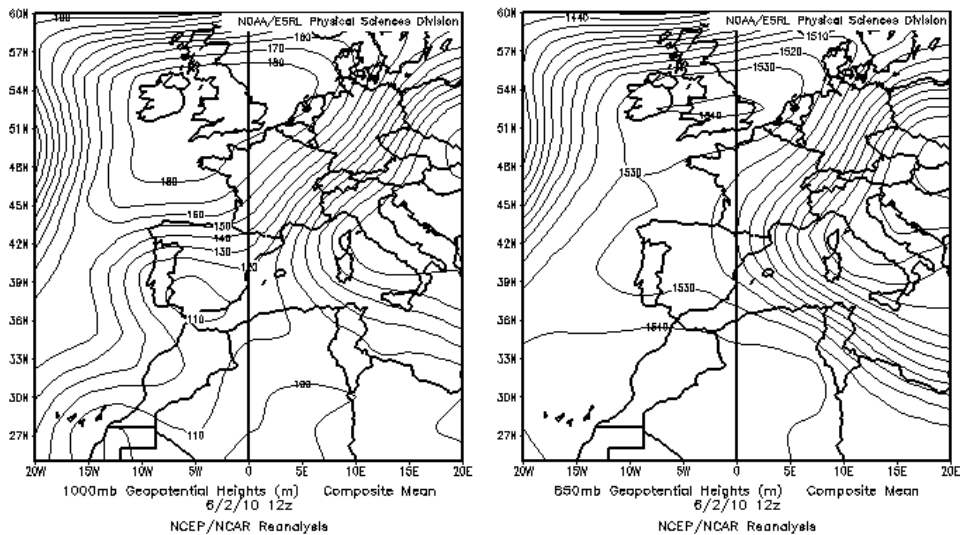 NOAA/ESRL Physical Sciences Division
60N
57N
54N
51N
48N
45N
42N
39N
36N
33N
30N
27N
20W
15W
10W
5W
0
5E
10E
15E
20E
170
180
180
160
150
140
130
110
100
110
1000mb Geopotential Heights (m) Composite Mean
6/2/10 12z
NCEP/NCAR Reanalysis
NOAA/ESRL Physical Sciences Division
60N
57N
54N
51N
48N
45N
42N
39N
36N
33N
30N
27N
20W
15W
10W
5W
0
5E
10E
15E
20E
1440
1510
1520
1530
1540
1530
1530
1510
850mb Geopotential Heights (m) Composite Mean
6/2/10 12z
NCEP/NCAR Reanalysis